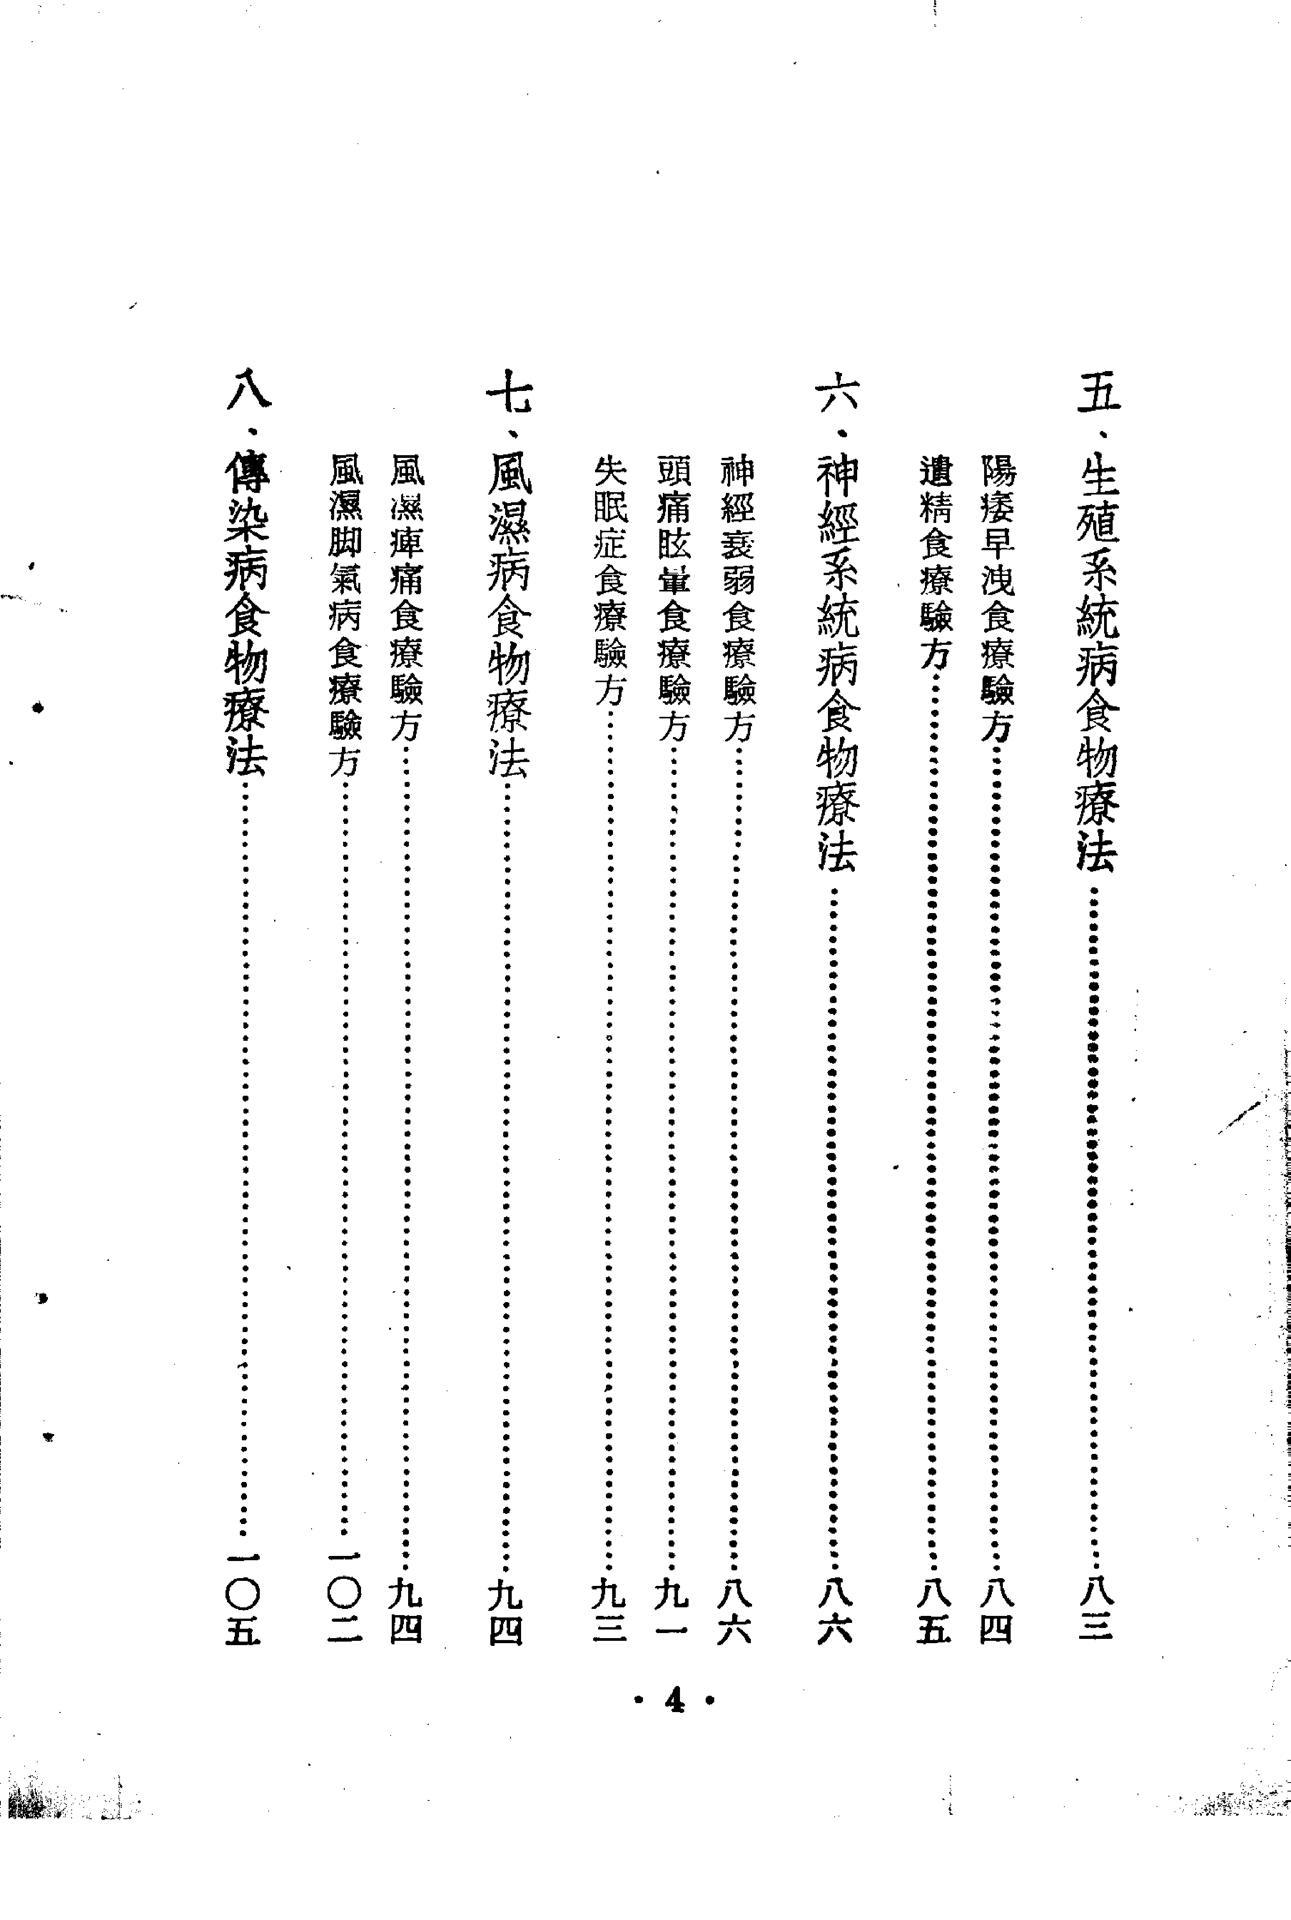 五、生殖系統病食物療法……八三
陽痿早洩食療驗方……八四
遺精食療驗方……八五
六、神經系統病食物療法……八六
神經衰弱食療驗方……八六
頭痛眩暈食療驗方……九一
失眠症食療驗方……九三
七、風濕病食物療法……九四
風濕痺痛食療驗方……九四
風濕脚氣病食療驗方……一〇二
八、傳染病食物療法……一〇五
·4·